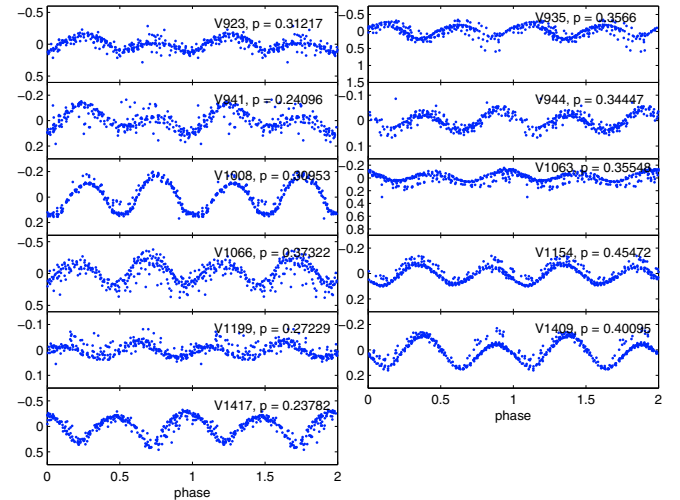 V923, p = 0.31217
−0.5
0
0.5
V941, p = 0.24096
−0.2
0
0.2
V1008, p = 0.30953
−0.2
0
0.2
V1066, p = 0.37322
−0.5
0
0.5
V1199, p = 0.27229
−0.1
0
0.1
V1417, p = 0.23782
−0.5
0
0.5
0 0.5 1 1.5 2
phase
V935, p = 0.3566
−0.5
0
0.5
1
1.5
V944, p = 0.34447
−0.1
0
0.1
V1063, p = 0.35548
−0.2
0.0
0.2
0.4
0.6
0.8
V1154, p = 0.45472
−0.2
0
0.2
V1409, p = 0.40095
−0.2
0
0.2
0 0.5 1 1.5 2
phase